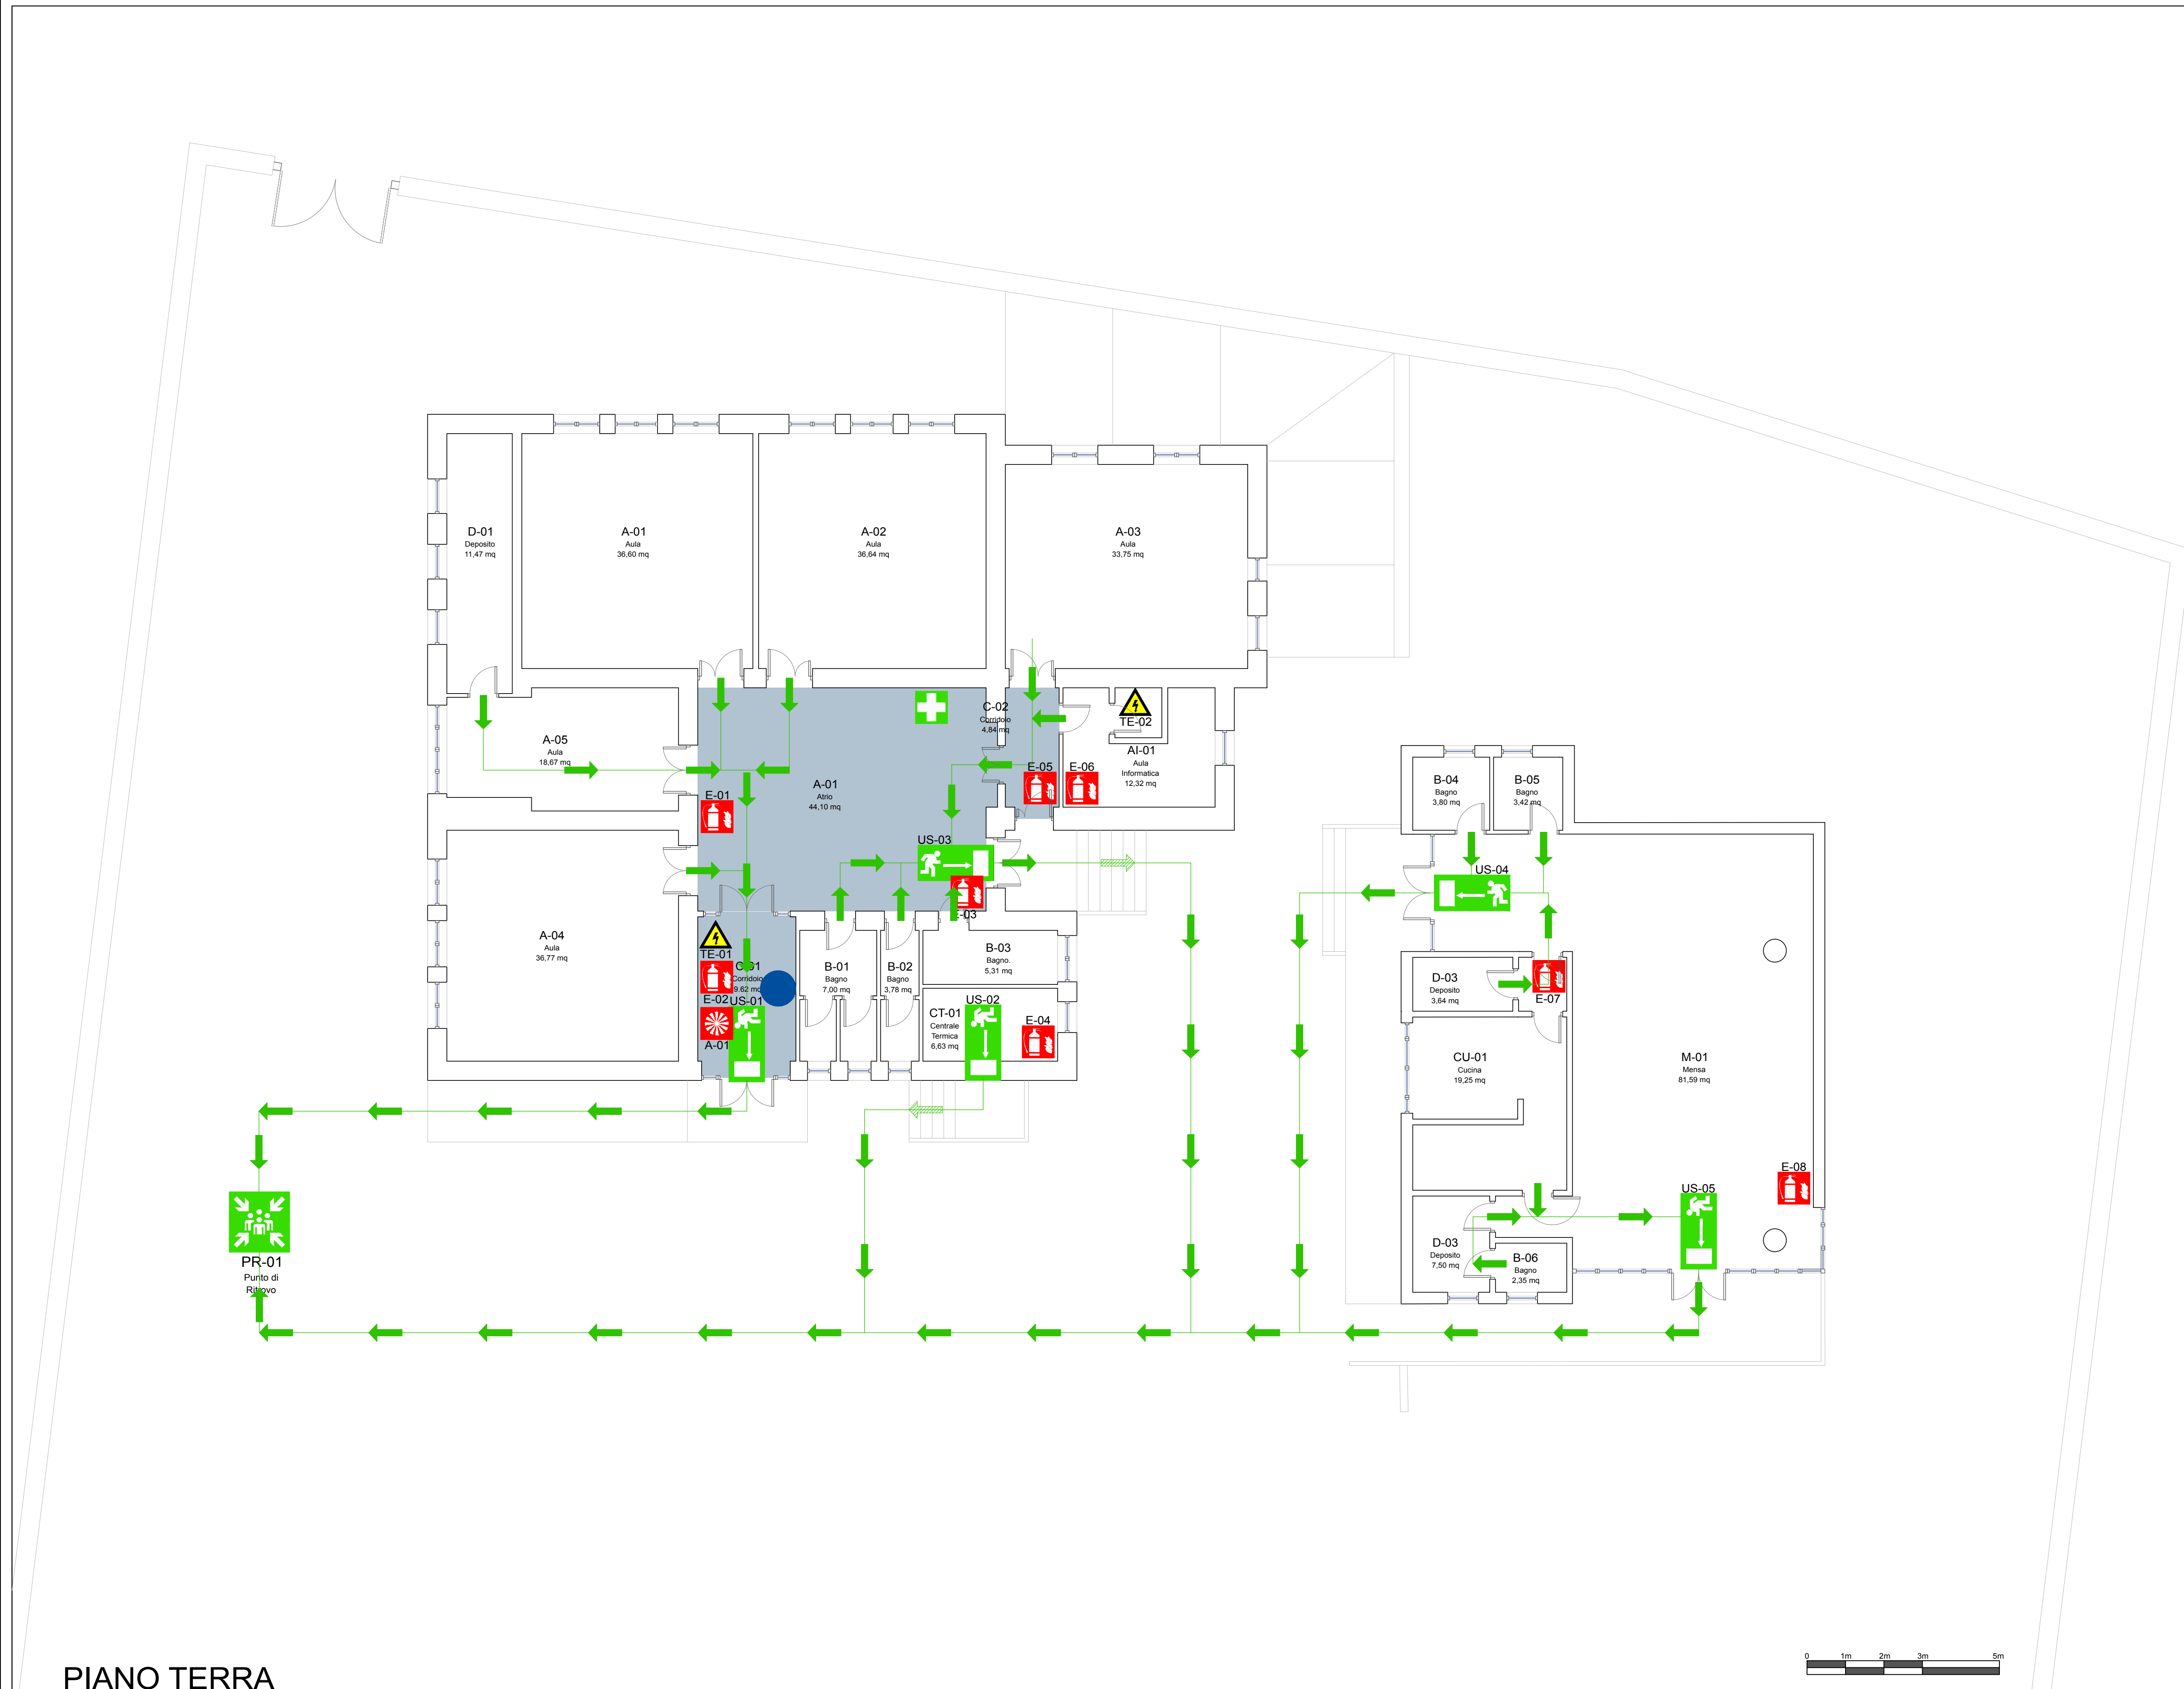 D-01
Deposito
11,47 mq
A-01
Aula
36,60 mq
A-02
Aula
36,64 mq
A-03
Aula
33,75 mq
A-05
Aula
18,67 mq
A-01
Atrio
44,10 mq
C-02
Corridoio
4,84 mq
TE-02
AI-01
Aula
Informatica
12,32 mq
E-01
E-05
E-06
US-03
E-03
A-04
Aula
36,77 mq
TE-01
C-01
Corridoio
9.62 mq
E-02
US-01
A-01
B-01
Bagno
7,00 mq
B-02
Bagno
3,78 mq
B-03
Bagno.
5,31 mq
US-02
CT-01
Centrale
Termica
6,63 mq
E-04
B-04
Bagno
3,80 mq
B-05
Bagno
3,42 mq
US-04
D-03
Deposito
3,64 mq
E-07
CU-01
Cucina
19,25 mq
M-01
Mensa
81,59 mq
E-08
US-05
D-03
Deposito
7,50 mq
B-06
Bagno
2,35 mq
PR-01
Punto di
Ritrovo
PIANO TERRA
0 1m 2m 3m 5m